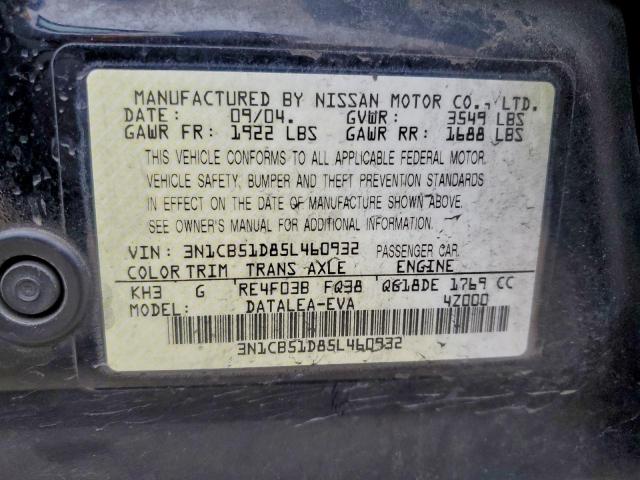 MANUFACTURED BY NISSAN MOTOR CO., LTD.
DATE: 09/04. GVWR: 3549 LBS
GAWR FR: 1922 LBS GAWR RR: 1688 LBS
THIS VEHICLE CONFORMS TO ALL APPLICABLE FEDERAL MOTOR
VEHICLE SAFETY, BUMPER AND THEFT PREVENTION STANDARDS
IN EFFECT ON THE DATE OF MANUFACTURE SHOWN ABOVE.
SEE OWNER'S MANUAL FOR ADDITIONAL INFORMATION.
VIN: 3N1CB51D85L460932 PASSENGER CAR.
COLOR TRIM TRANS AXLE ENGINE
KH3 G RE4F03B FQ38 QG18DE 1769 CC
MODEL: DATALEA-EVA 4Z000
3N1CB51D85L460932